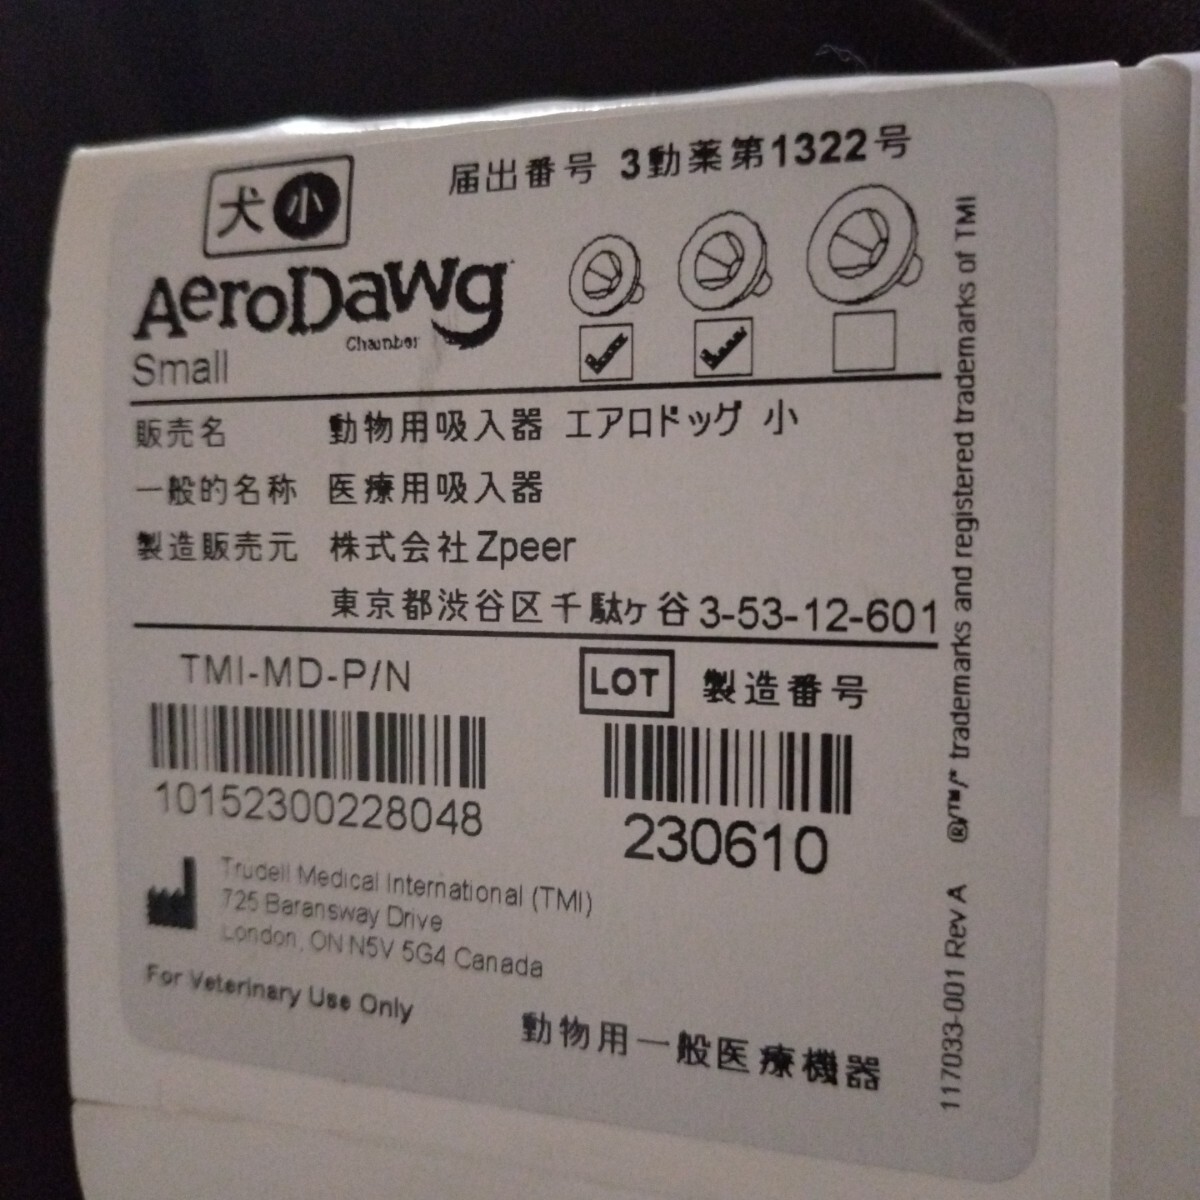 犬 小
届出番号 3動薬第1322号
AeroDawg
Chamber
Small
販売名 動物用吸入器 エアロドッグ 小
一般的名称 医療用吸入器
製造販売元 株式会社Zpeer
東京都渋谷区千駄ヶ谷3-53-12-601
TMI-MD-P/N
10152300228048
LOT 製造番号
230610
Trudell Medical International (TMI)
725 Baransway Drive
London, ON N5V 5G4 Canada
For Veterinary Use Only
動物用一般医療機器
117033-001 Rev A ®/™/* trademarks and registered trademarks of TMI